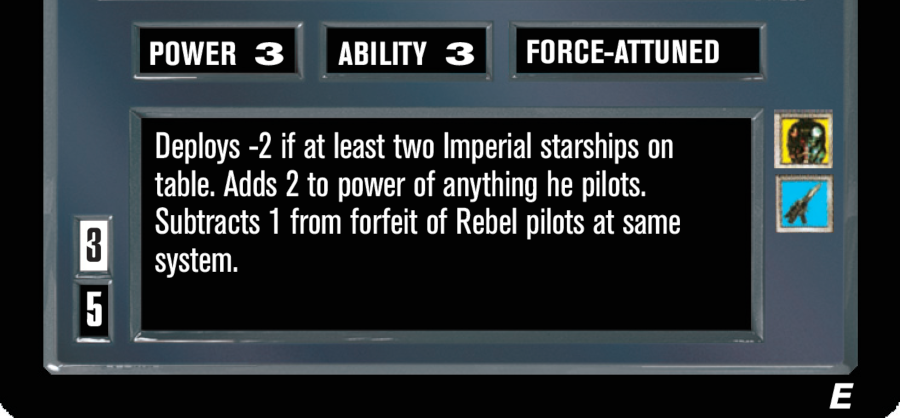 POWER 3 ABILITY 3 FORCE-ATTUNED
Deploys -2 if at least two Imperial starships on
table. Adds 2 to power of anything he pilots.
Subtracts 1 from forfeit of Rebel pilots at same
system.
3
5
E